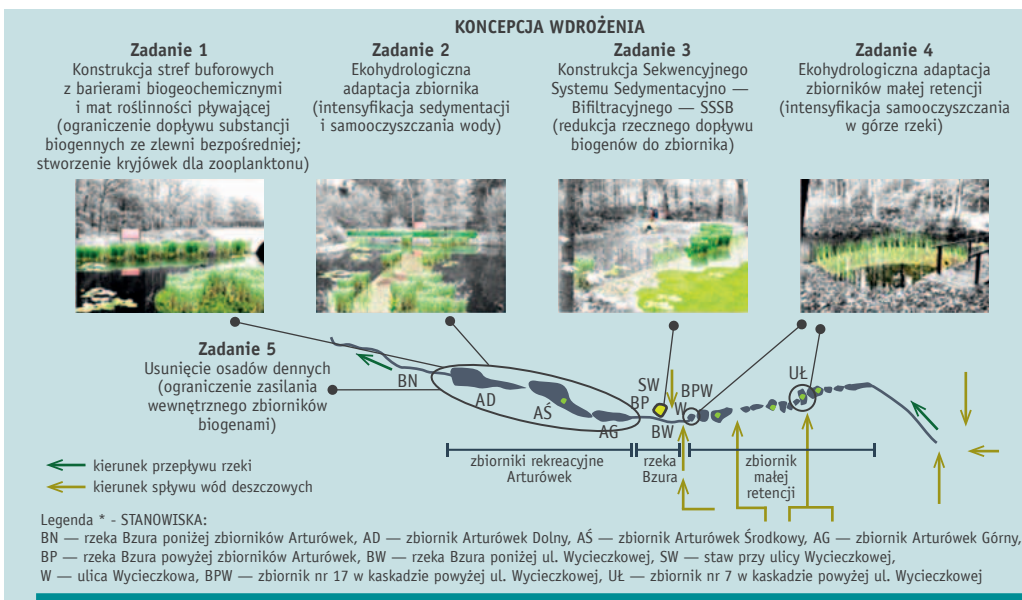 KONCEPCJA WDROŻENIA
Zadanie 1
Konstrukcja stref buforowych
z barierami biogeochemicznymi
i mat roślinności pływającej
(ograniczenie dopływu substancji
biogennych ze zlewni bezpośredniej;
stworzenie kryjówek dla zooplanktonu)
Zadanie 2
Ekohydrologiczna
adaptacja zbiornika
(intensyfikacja sedymentacji
i samooczyszczania wody)
Zadanie 3
Konstrukcja Sekwencyjnego
Systemu Sedymentacyjno —
Bifiltracyjnego — SSSB
(redukcja rzecznego dopływu
biogenów do zbiornika)
Zadanie 4
Ekohydrologiczna adaptacja
zbiorników małej retencji
(intensyfikacja samooczyszczania
w górze rzeki)
Zadanie 5
Usunięcie osadów dennych
(ograniczenie zasilania
wewnętrznego zbiorników
biogenami)
BN
AD
AŚ
AG
SW
BP
BW
W
BPW
UŁ
zbiorniki rekreacyjne
Arturówek
rzeka
Bzura
zbiornik
małej
retencji
kierunek przepływu rzeki
kierunek spływu wód deszczowych
Legenda * - STANOWISKA:
BN — rzeka Bzura poniżej zbiorników Arturówek, AD — zbiornik Arturówek Dolny, AŚ — zbiornik Arturówek Środkowy, AG — zbiornik Arturówek Górny,
BP — rzeka Bzura powyżej zbiorników Arturówek, BW — rzeka Bzura poniżej ul. Wycieczkowej, SW — staw przy ulicy Wycieczkowej,
W — ulica Wycieczkowa, BPW — zbiornik nr 17 w kaskadzie powyżej ul. Wycieczkowej, UŁ — zbiornik nr 7 w kaskadzie powyżej ul. Wycieczkowej